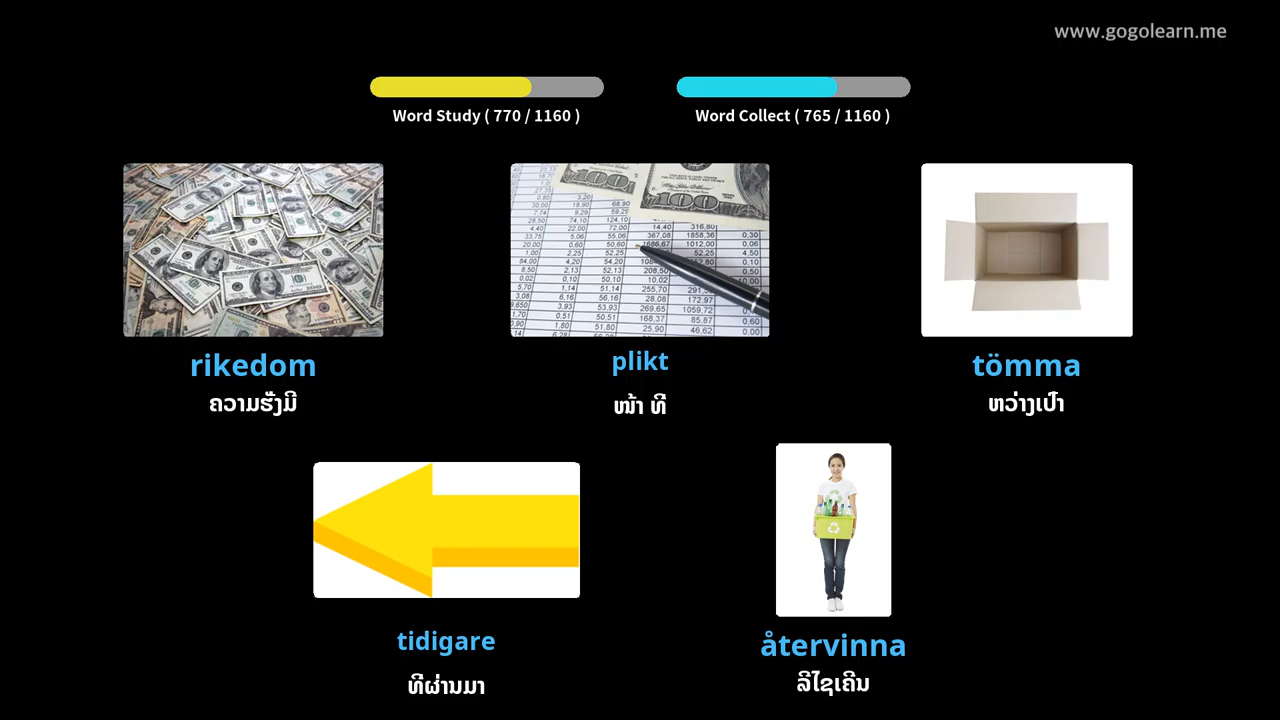 www.gogolearn.me
Word Study ( 770 / 1160 )
Word Collect ( 765 / 1160 )
rikedom
ຄວາມຮັ່ງມີ
plikt
ໜ້າ ທີ່
tömma
ຫວ່າງເປົ່າ
tidigare
ທີ່ຜ່ານມາ
återvinna
ລີໄຊເຄີນ